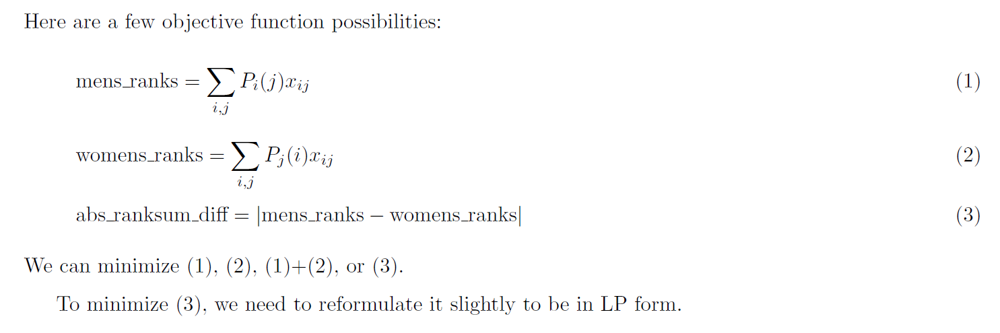 Here are a few objective function possibilities:
mens_ranks = ∑_{i,j} P_i(j)x_{ij} (1)
womens_ranks = ∑_{i,j} P_j(i)x_{ij} (2)
abs_ranksum_diff = |mens_ranks − womens_ranks| (3)
We can minimize (1), (2), (1)+(2), or (3).
To minimize (3), we need to reformulate it slightly to be in LP form.